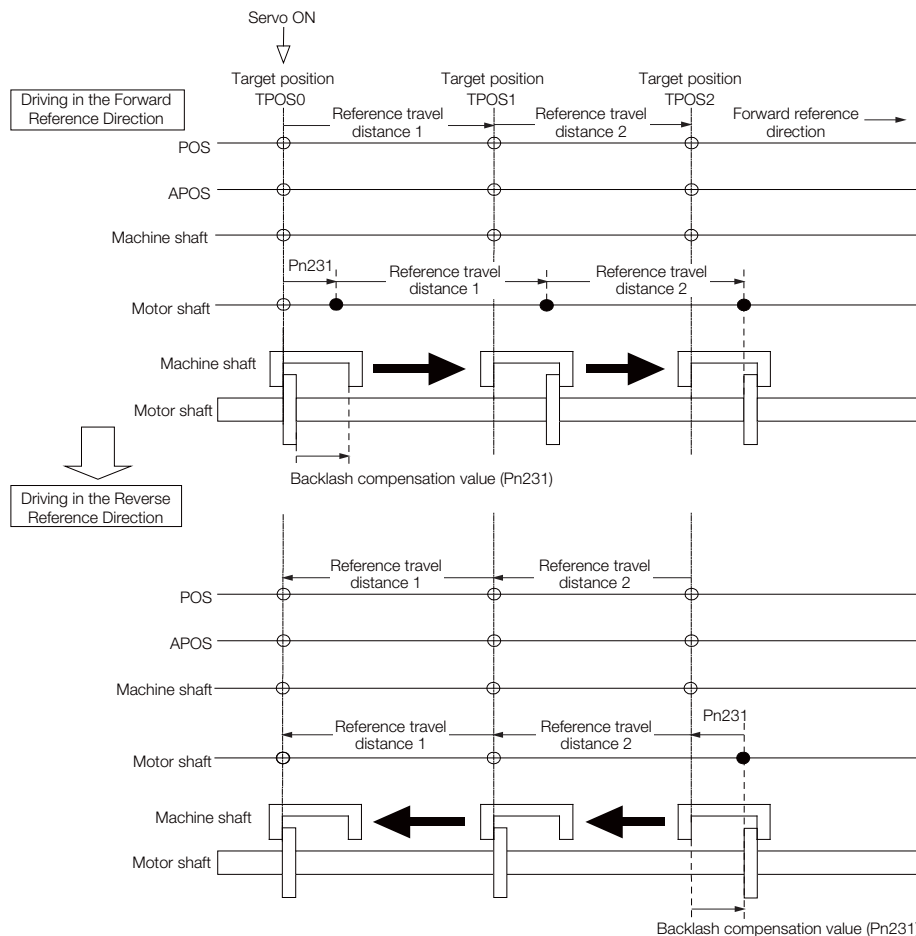 Servo ON
Target position
TPOS0
Target position
TPOS1
Target position
TPOS2
Driving in the Forward
Reference Direction
Reference travel
distance 1
Reference travel
distance 2
Forward reference
direction
POS
APOS
Machine shaft
Pn231
Reference travel
distance 1
Reference travel
distance 2
Motor shaft
Machine shaft
Motor shaft
Backlash compensation value (Pn231)
Driving in the Reverse
Reference Direction
Reference travel
distance 1
Reference travel
distance 2
POS
APOS
Machine shaft
Pn231
Reference travel
distance 1
Reference travel
distance 2
Motor shaft
Machine shaft
Motor shaft
Backlash compensation value (Pn231)